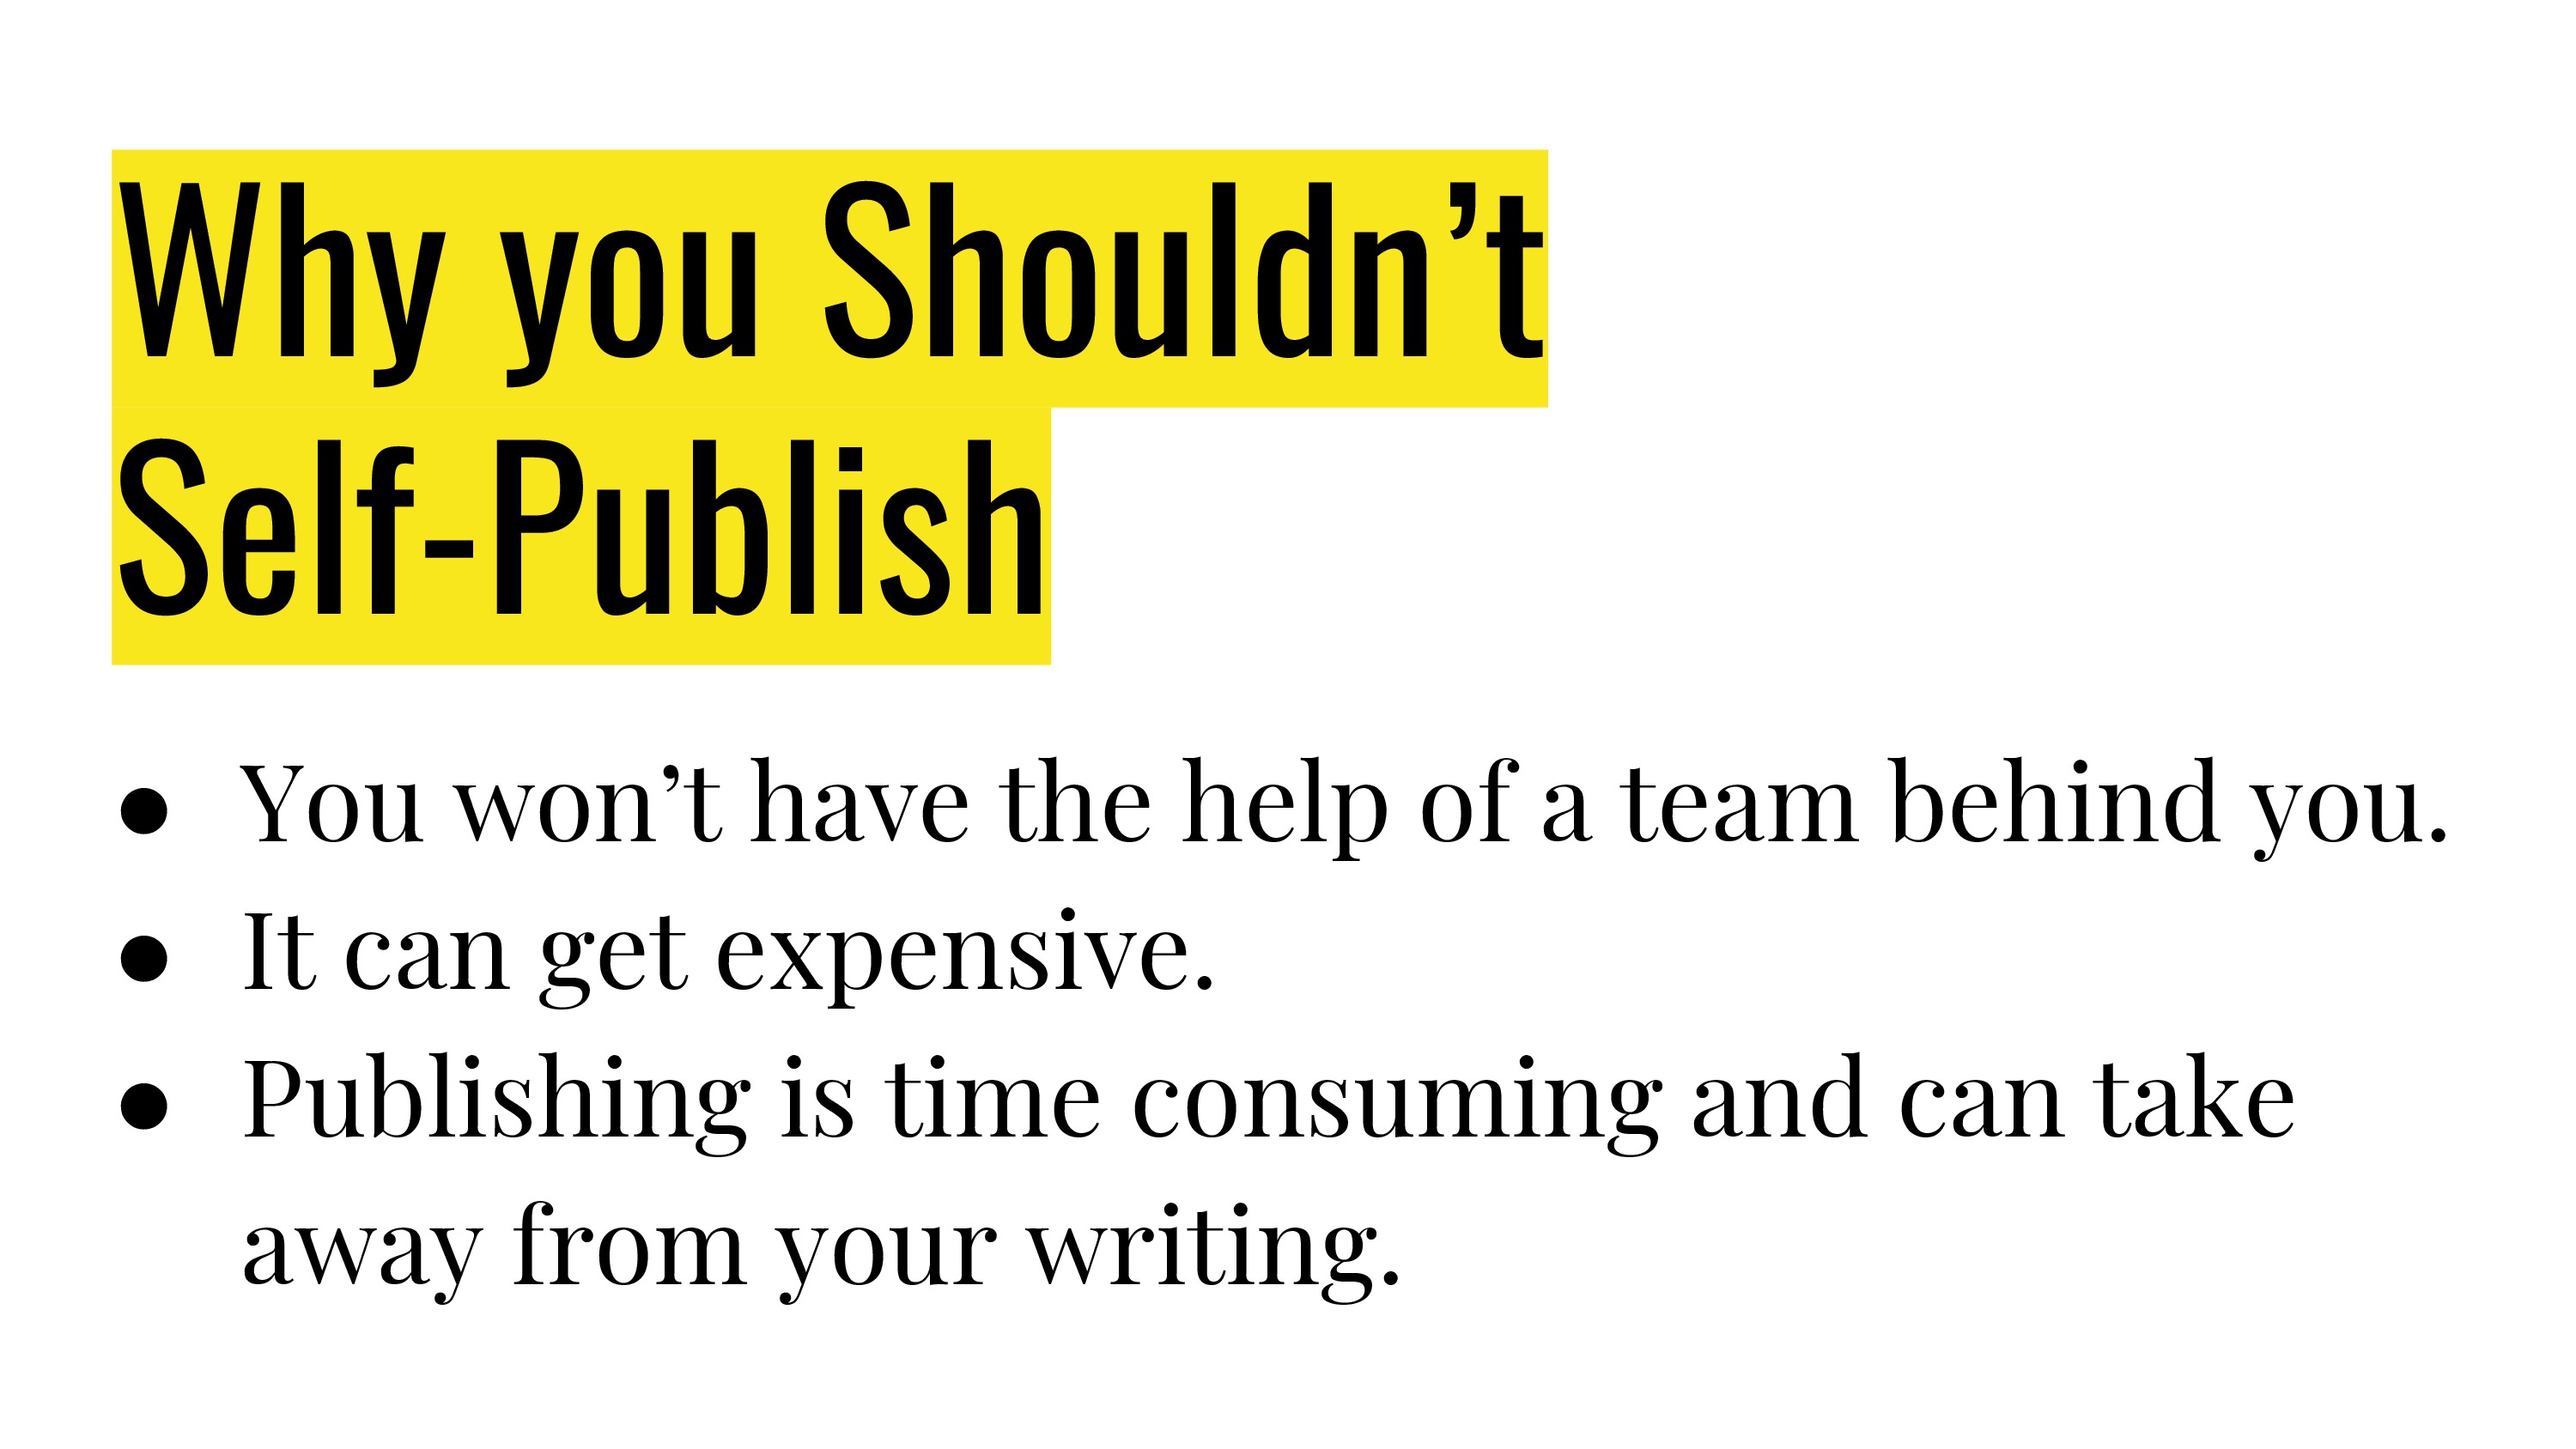 Why you Shouldn’t
Self-Publish
● You won’t have the help of a team behind you.
● It can get expensive.
● Publishing is time consuming and can take
away from your writing.